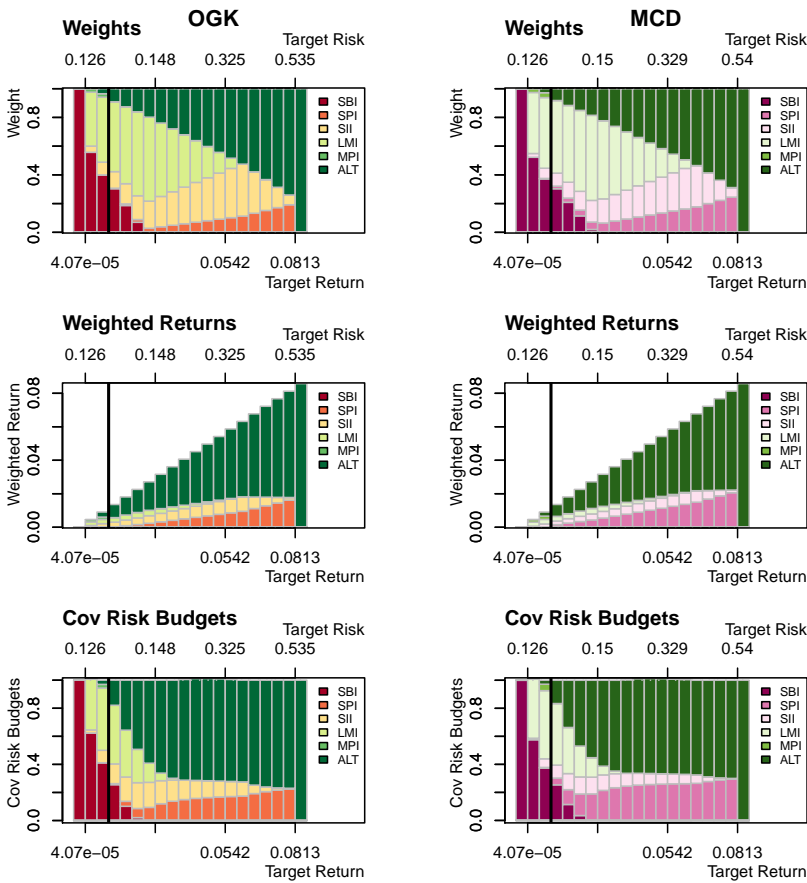 OGK
Weights
Target Risk
0.126 0.148 0.325 0.535
Weight
0.0 0.4 0.8
SBI
SPI
SII
LMI
MPI
ALT
4.07e−05 0.0542 0.0813
Target Return
MCD
Weights
Target Risk
0.126 0.15 0.329 0.54
Weight
0.0 0.4 0.8
SBI
SPI
SII
LMI
MPI
ALT
4.07e−05 0.0542 0.0813
Target Return
Weighted Returns
Target Risk
0.126 0.148 0.325 0.535
Weighted Return
0.00 0.04 0.08
SBI
SPI
SII
LMI
MPI
ALT
4.07e−05 0.0542 0.0813
Target Return
Weighted Returns
Target Risk
0.126 0.15 0.329 0.54
Weighted Return
0.00 0.04 0.08
SBI
SPI
SII
LMI
MPI
ALT
4.07e−05 0.0542 0.0813
Target Return
Cov Risk Budgets
Target Risk
0.126 0.148 0.325 0.535
Cov Risk Budgets
0.0 0.4 0.8
SBI
SPI
SII
LMI
MPI
ALT
4.07e−05 0.0542 0.0813
Target Return
Cov Risk Budgets
Target Risk
0.126 0.15 0.329 0.54
Cov Risk Budgets
0.0 0.4 0.8
SBI
SPI
SII
LMI
MPI
ALT
4.07e−05 0.0542 0.0813
Target Return